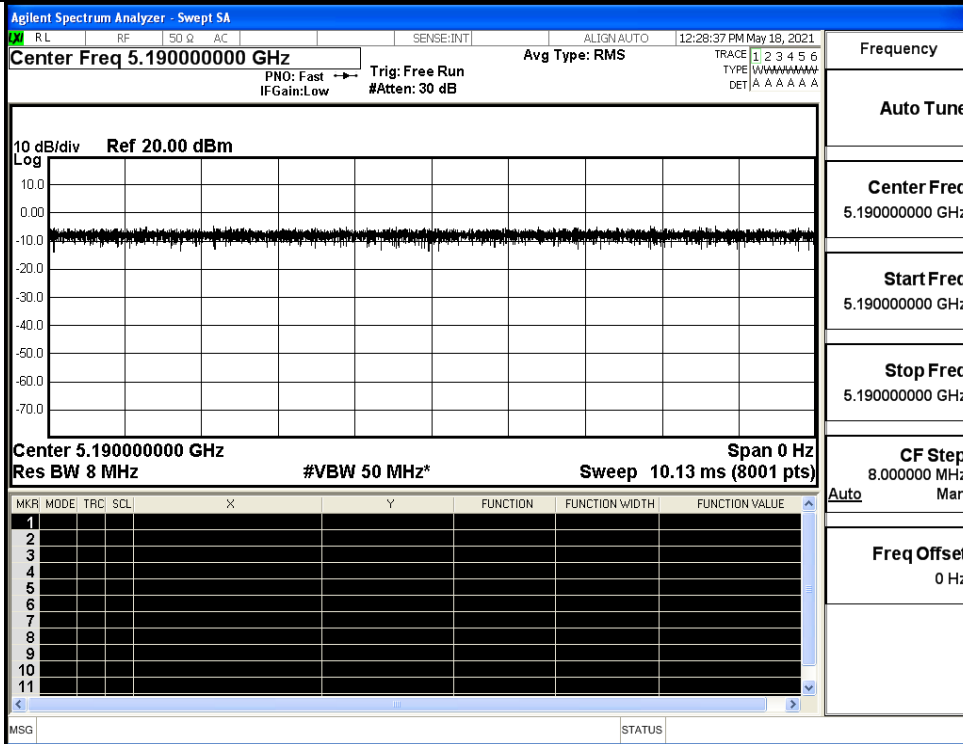 Agilent Spectrum Analyzer - Swept SA
LXI RL RF 50 Ω AC SENSE:INT ALIGN AUTO 12:28:37 PM May 18, 2021
Center Freq 5.190000000 GHz
PNO: Fast
IFGain:Low
Trig: Free Run
#Atten: 30 dB
Avg Type: RMS
TRACE 1 2 3 4 5 6
TYPE WWWWWW
DET A A A A A A
10 dB/div Ref 20.00 dBm
Log
10.0
0.00
-10.0
-20.0
-30.0
-40.0
-50.0
-60.0
-70.0
Center 5.190000000 GHz Span 0 Hz
Res BW 8 MHz #VBW 50 MHz* Sweep 10.13 ms (8001 pts)
MKR MODE TRC SCL X Y FUNCTION FUNCTION WIDTH FUNCTION VALUE
1
2
3
4
5
6
7
8
9
10
11
MSG STATUS
Frequency
Auto Tune
Center Freq
5.190000000 GHz
Start Freq
5.190000000 GHz
Stop Freq
5.190000000 GHz
CF Step
8.000000 MHz
Auto Man
Freq Offset
0 Hz